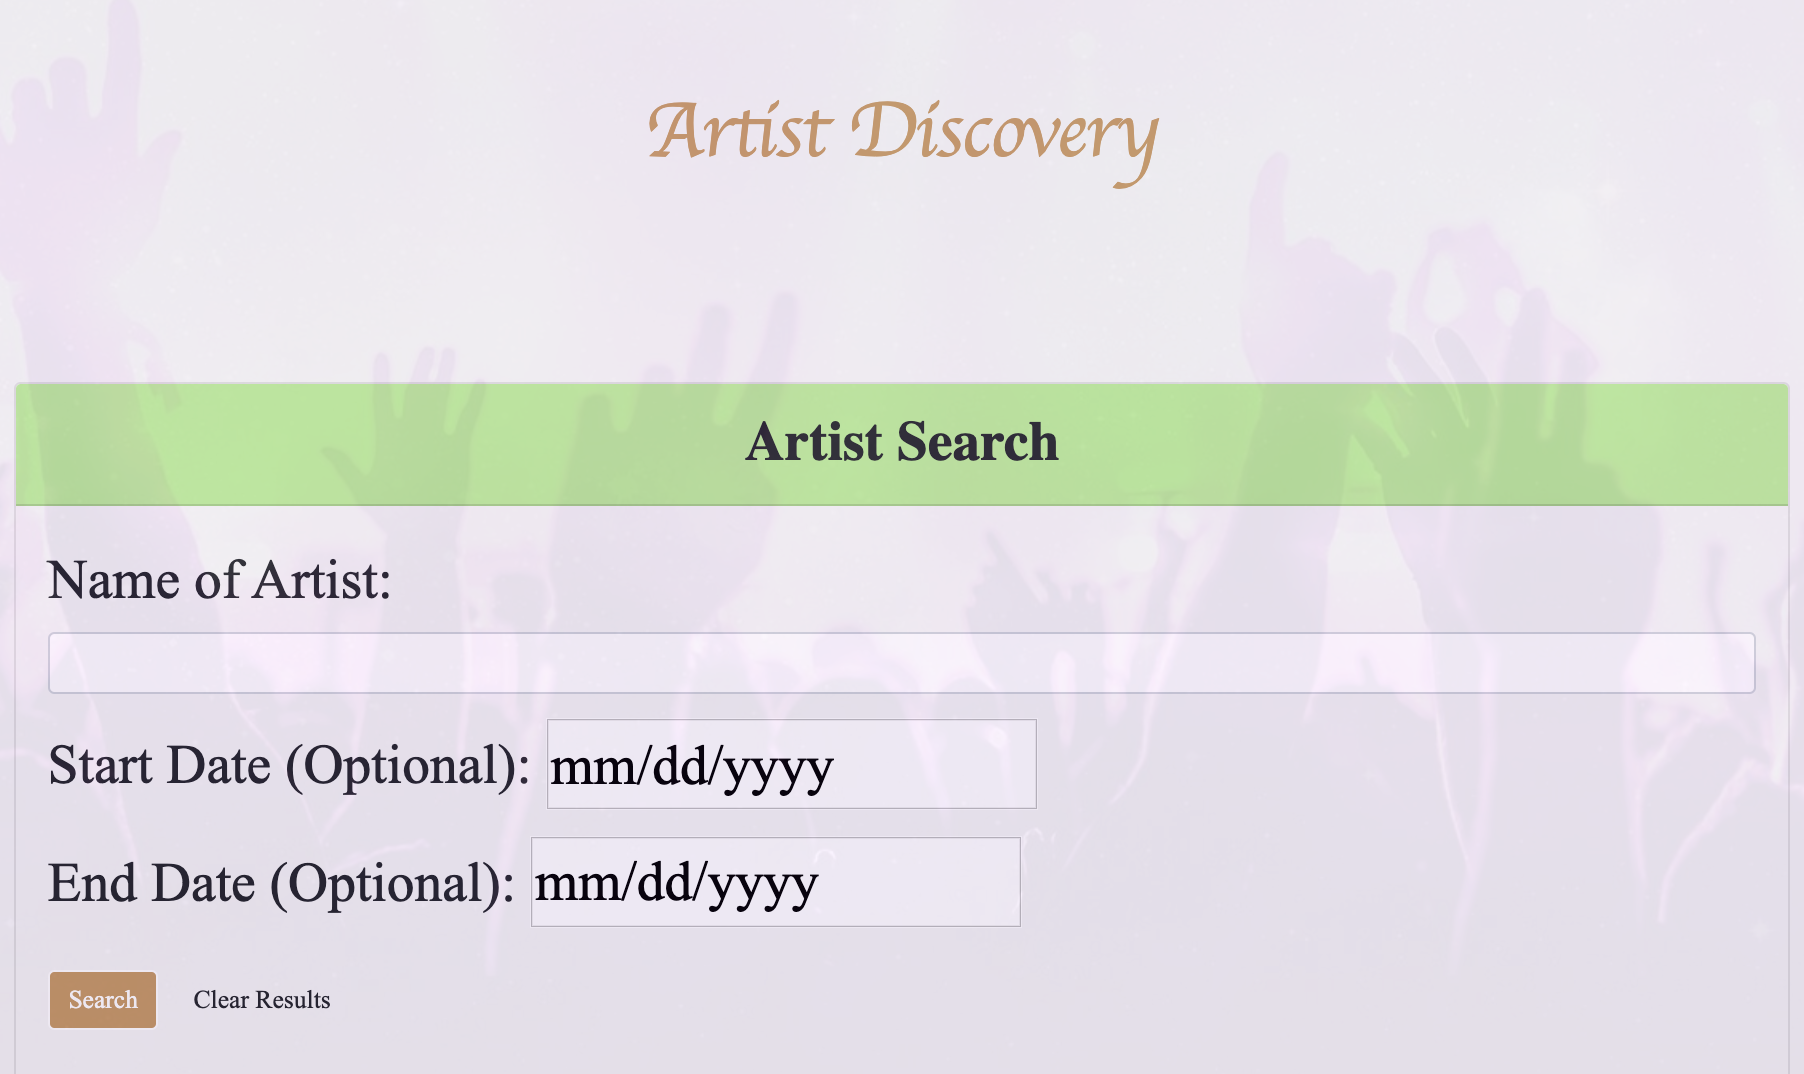 Artist Discovery
Artist Search
Name of Artist:
Start Date (Optional): mm/dd/yyyy
End Date (Optional): mm/dd/yyyy
Search Clear Results